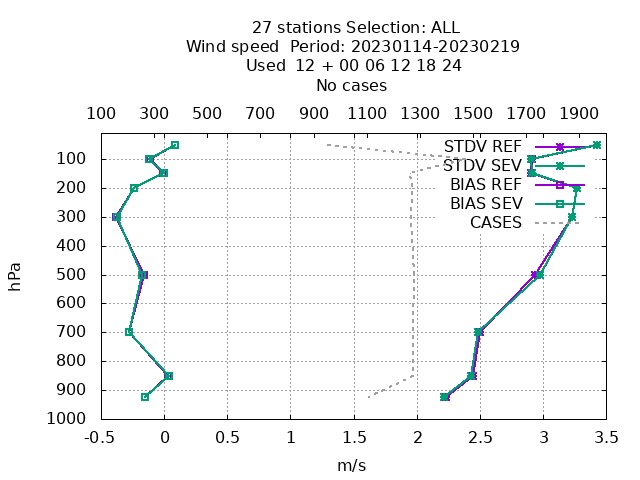 27 stations Selection: ALL
Wind speed  Period: 20230114-20230219
Used  12 + 00 06 12 18 24
No cases
100 300 500 700 900 1100 1300 1500 1700 1900
STDV REF
STDV SEV
BIAS REF
BIAS SEV
CASES
100
200
300
400
500
600
700
800
900
1000
hPa
-0.5 0 0.5 1 1.5 2 2.5 3 3.5
m/s